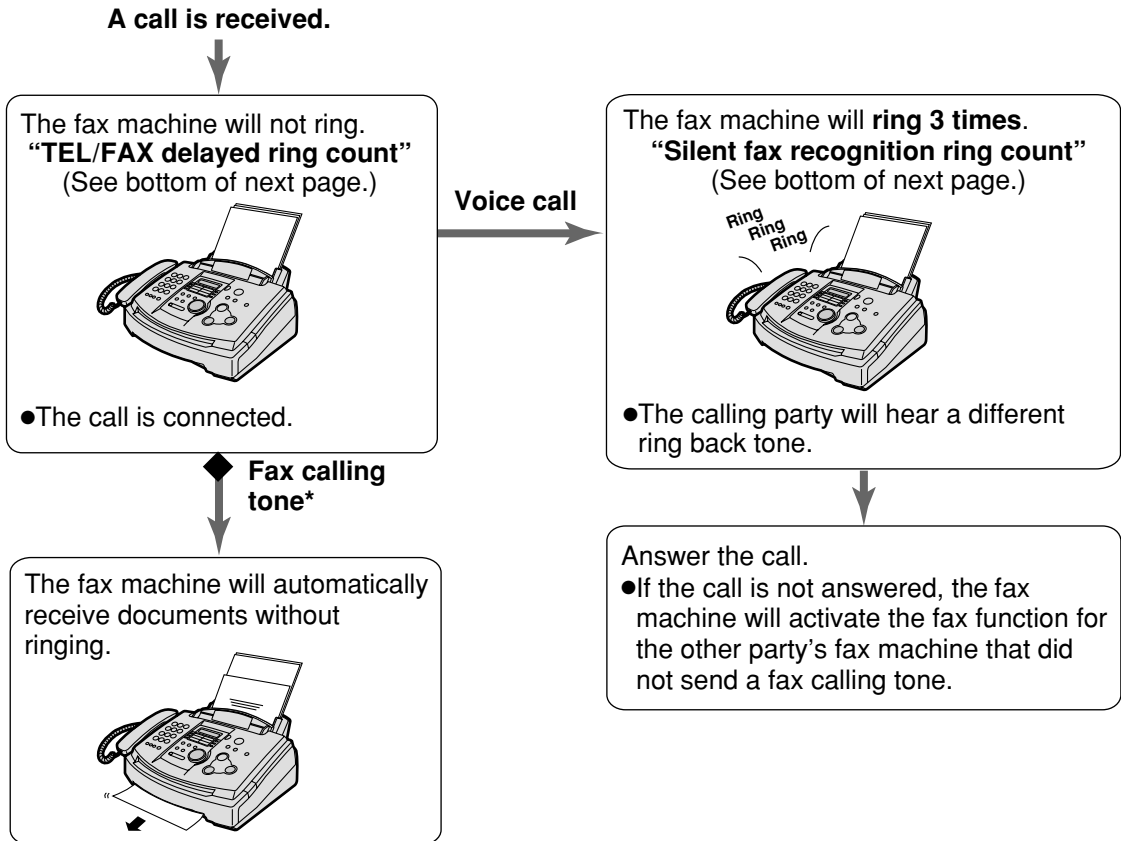 A call is received.
The fax machine will not ring.
“TEL/FAX delayed ring count”
(See bottom of next page.)
●The call is connected.
Voice call
The fax machine will ring 3 times.
“Silent fax recognition ring count”
(See bottom of next page.)
Ring
Ring
Ring
●The calling party will hear a different
ring back tone.
Fax calling
tone*
The fax machine will automatically
receive documents without
ringing.
Answer the call.
●If the call is not answered, the fax
machine will activate the fax function for
the other party’s fax machine that did
not send a fax calling tone.